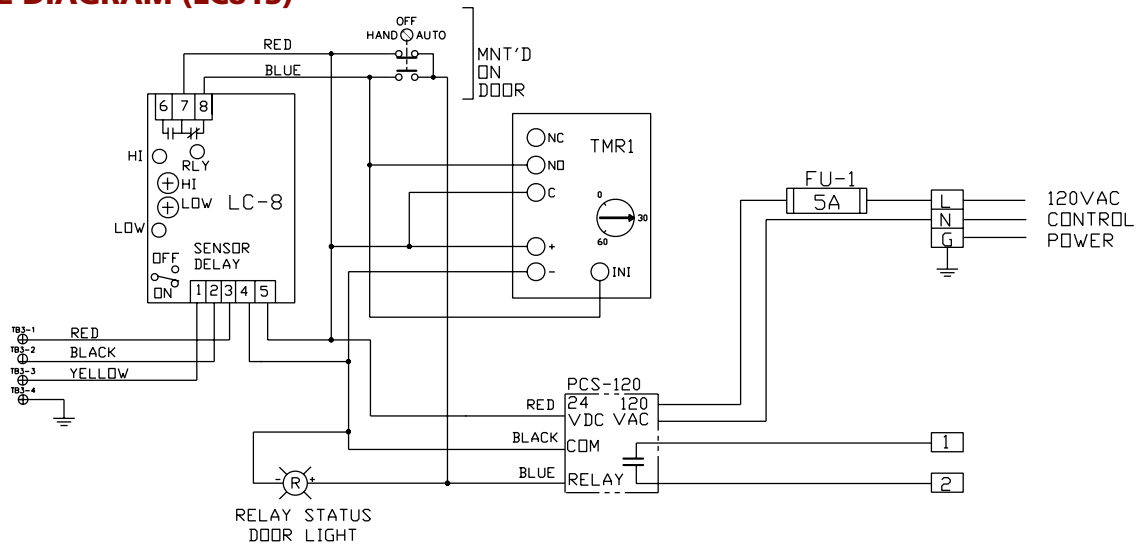 E DIAGRAM (LC815)
OFF
HAND AUTO
RED
BLUE
MNT'D
ON
DOOR
6 7 8
HI
RLY
HI
LOW
LC-8
LOW
SENSOR
DELAY
OFF
ON
1 2 3 4 5
NC
NO
C
+
-
TMR1
0
30
60
INI
FU-1
5A
L
N
G
120VAC
CONTROL
POWER
TB3-1
RED
TB3-2
BLACK
TB3-3
YELLOW
TB3-4
PCS-120
RED
24 120
VDC VAC
BLACK
COM
BLUE
RELAY
1
2
- R +
RELAY STATUS
DOOR LIGHT